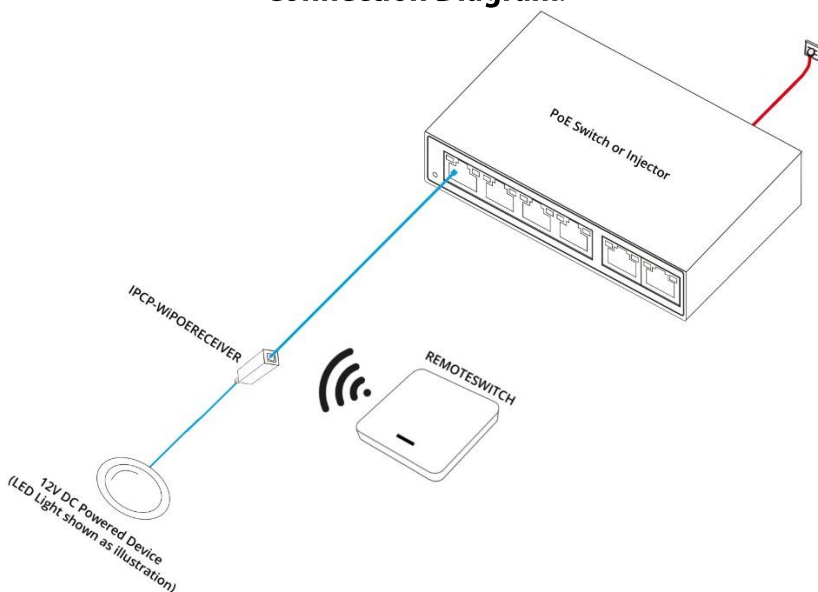 Connection Diagram:
PoE Switch or Injector
IPCP-WiPOERECEIVER
REMOTESWITCH
12V DC Powered Device
(LED Light shown as illustration)